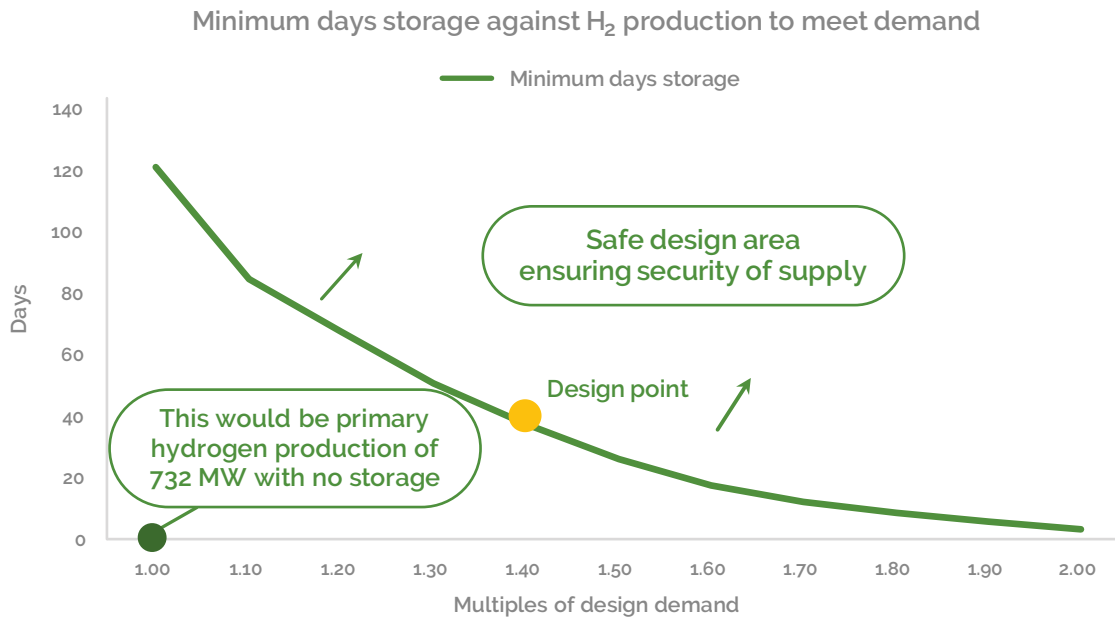 Minimum days storage against H₂ production to meet demand
Minimum days storage
140
120
100
80
60
40
20
0
Days
Safe design area
ensuring security of supply
Design point
This would be primary
hydrogen production of
732 MW with no storage
1.00 1.10 1.20 1.30 1.40 1.50 1.60 1.70 1.80 1.90 2.00
Multiples of design demand